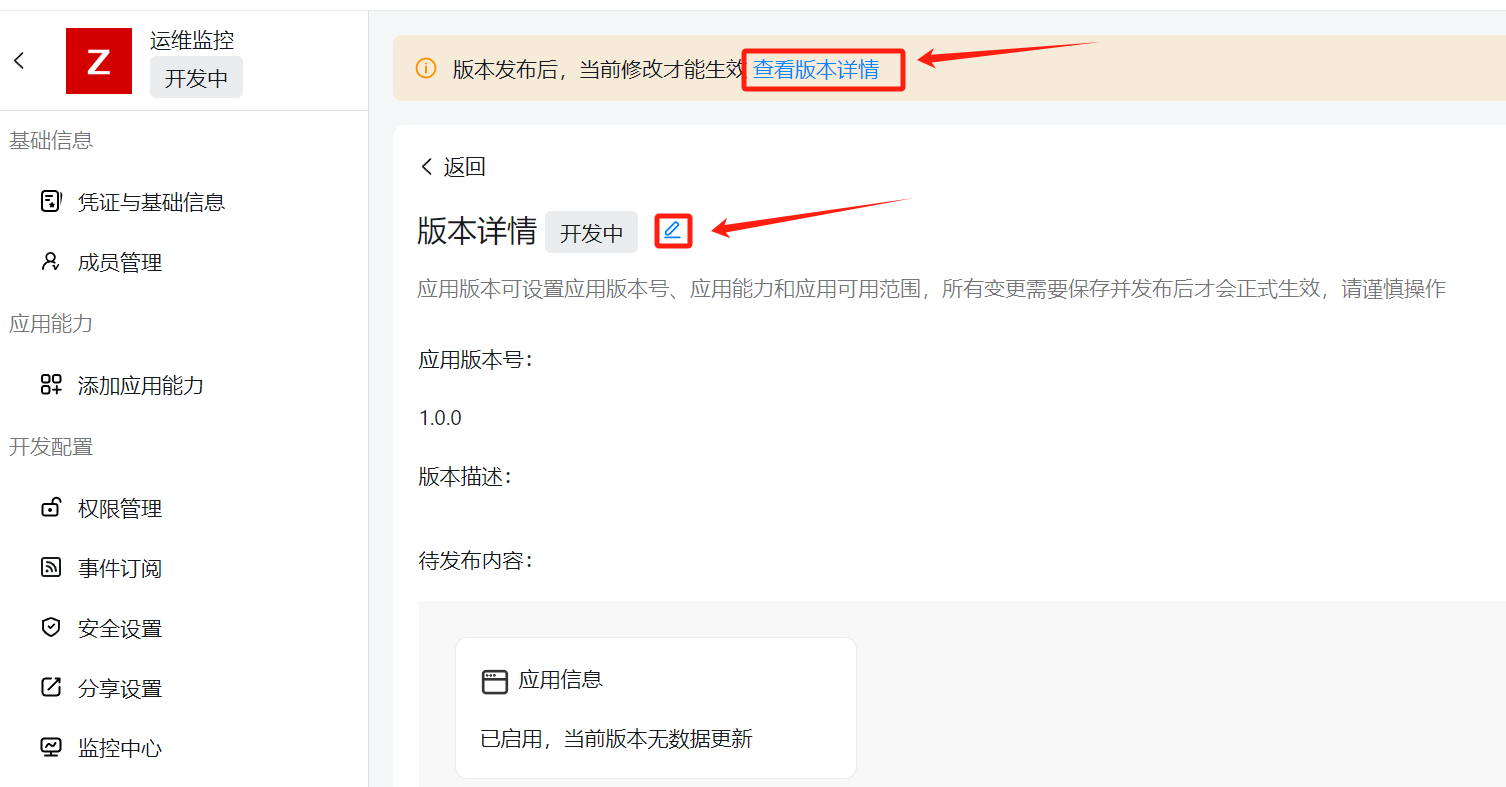 Z
运维监控
开发中
基础信息
凭证与基础信息
成员管理
应用能力
添加应用能力
开发配置
权限管理
事件订阅
安全设置
分享设置
监控中心
版本发布后，当前修改才能生效 查看版本详情
返回
版本详情 开发中
应用版本可设置应用版本号、应用能力和应用可用范围，所有变更需要保存并发布后才会正式生效，请谨慎操作
应用版本号：
1.0.0
版本描述：
待发布内容：
应用信息
已启用，当前版本无数据更新